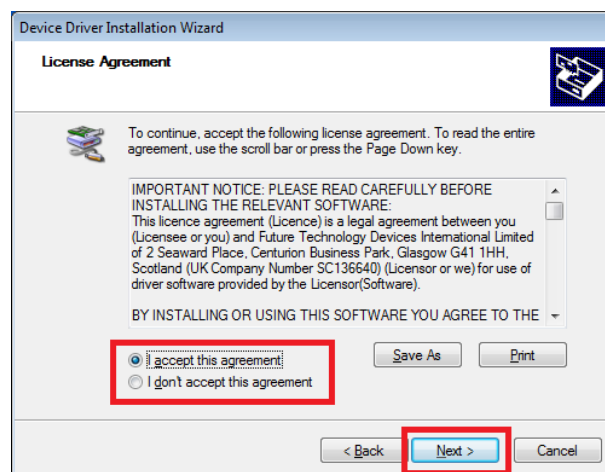 Device Driver Installation Wizard
License Agreement
To continue, accept the following license agreement. To read the entire
agreement, use the scroll bar or press the Page Down key.
IMPORTANT NOTICE: PLEASE READ CAREFULLY BEFORE
INSTALLING THE RELEVANT SOFTWARE:
This licence agreement (Licence) is a legal agreement between you
(Licensee or you) and Future Technology Devices International Limited
of 2 Seaward Place, Centurion Business Park, Glasgow G41 1HH,
Scotland (UK Company Number SC136640) (Licensor or we) for use of
driver software provided by the Licensor(Software).
BY INSTALLING OR USING THIS SOFTWARE YOU AGREE TO THE
I accept this agreement
Save As
Print
I don't accept this agreement
< Back
Next >
Cancel